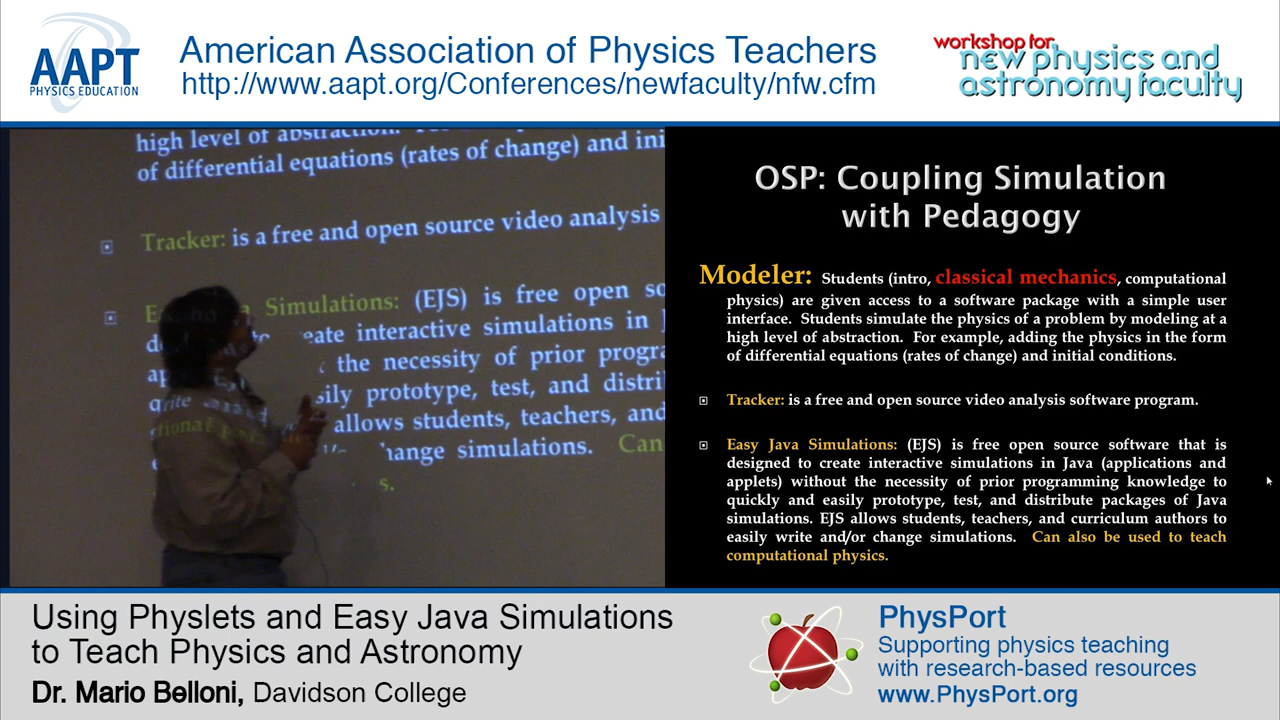 AAPT
PHYSICS EDUCATION
American Association of Physics Teachers
http://www.aapt.org/Conferences/newfaculty/nfw.cfm
workshop for
new physics and
astronomy faculty
high level of abstraction.
of differential equations (rates of change) and
Tracker: is a free and open source video analysis
Simulations: (EJS) is free open
interactive simulations in
the necessity of prior
prototype, test, and
allows students, teachers, and
simulations. Can
OSP: Coupling Simulation
with Pedagogy
Modeler: Students (intro, classical mechanics, computational
physics) are given access to a software package with a simple user
interface. Students simulate the physics of a problem by modeling at a
high level of abstraction. For example, adding the physics in the form
of differential equations (rates of change) and initial conditions.
Tracker: is a free and open source video analysis software program.
Easy Java Simulations: (EJS) is free open source software that is
designed to create interactive simulations in Java (applications and
applets) without the necessity of prior programming knowledge to
quickly and easily prototype, test, and distribute packages of Java
simulations. EJS allows students, teachers, and curriculum authors to
easily write and/or change simulations. Can also be used to teach
computational physics.
Using Physlets and Easy Java Simulations
to Teach Physics and Astronomy
Dr. Mario Belloni, Davidson College
PhysPort
Supporting physics teaching
with research-based resources
www.PhysPort.org